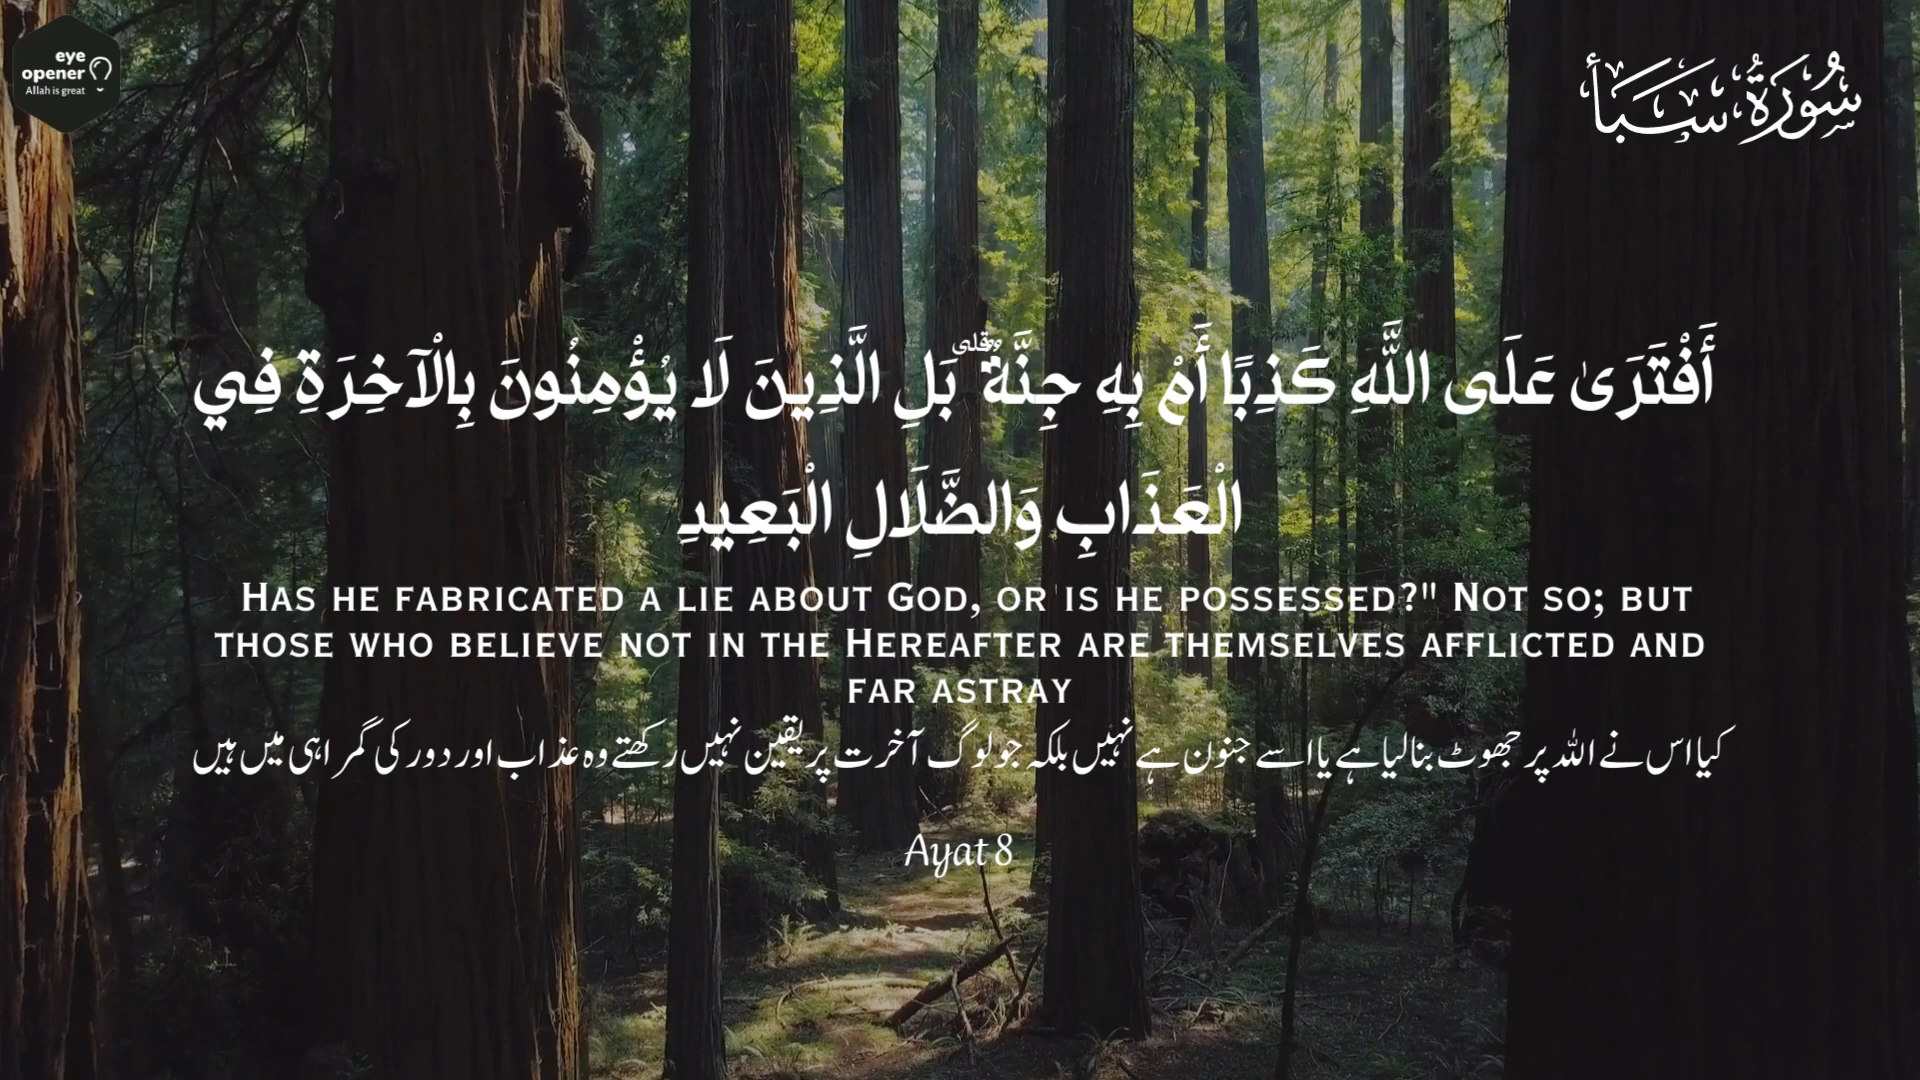 eye
opener
Allah is great
سُورَةُ سَبَأ
أَفْتَرَىٰ عَلَى اللَّهِ كَذِبًا أَمْ بِهِ جِنَّةٌ ۗ بَلِ الَّذِينَ لَا يُؤْمِنُونَ بِالْآخِرَةِ فِي
الْعَذَابِ وَالضَّلَالِ الْبَعِيدِ
Has he fabricated a lie about God, or is he possessed?" Not so; but
those who believe not in the Hereafter are themselves afflicted and
far astray
کیا اس نے الله پر جھوٹ بنا لیا ہے یا اسے جنون ہے نہیں بلکہ جو لوگ آخرت پر یقین نہیں رکھتے وہ عذاب اور دور کی گمراہی میں ہیں
Ayat 8